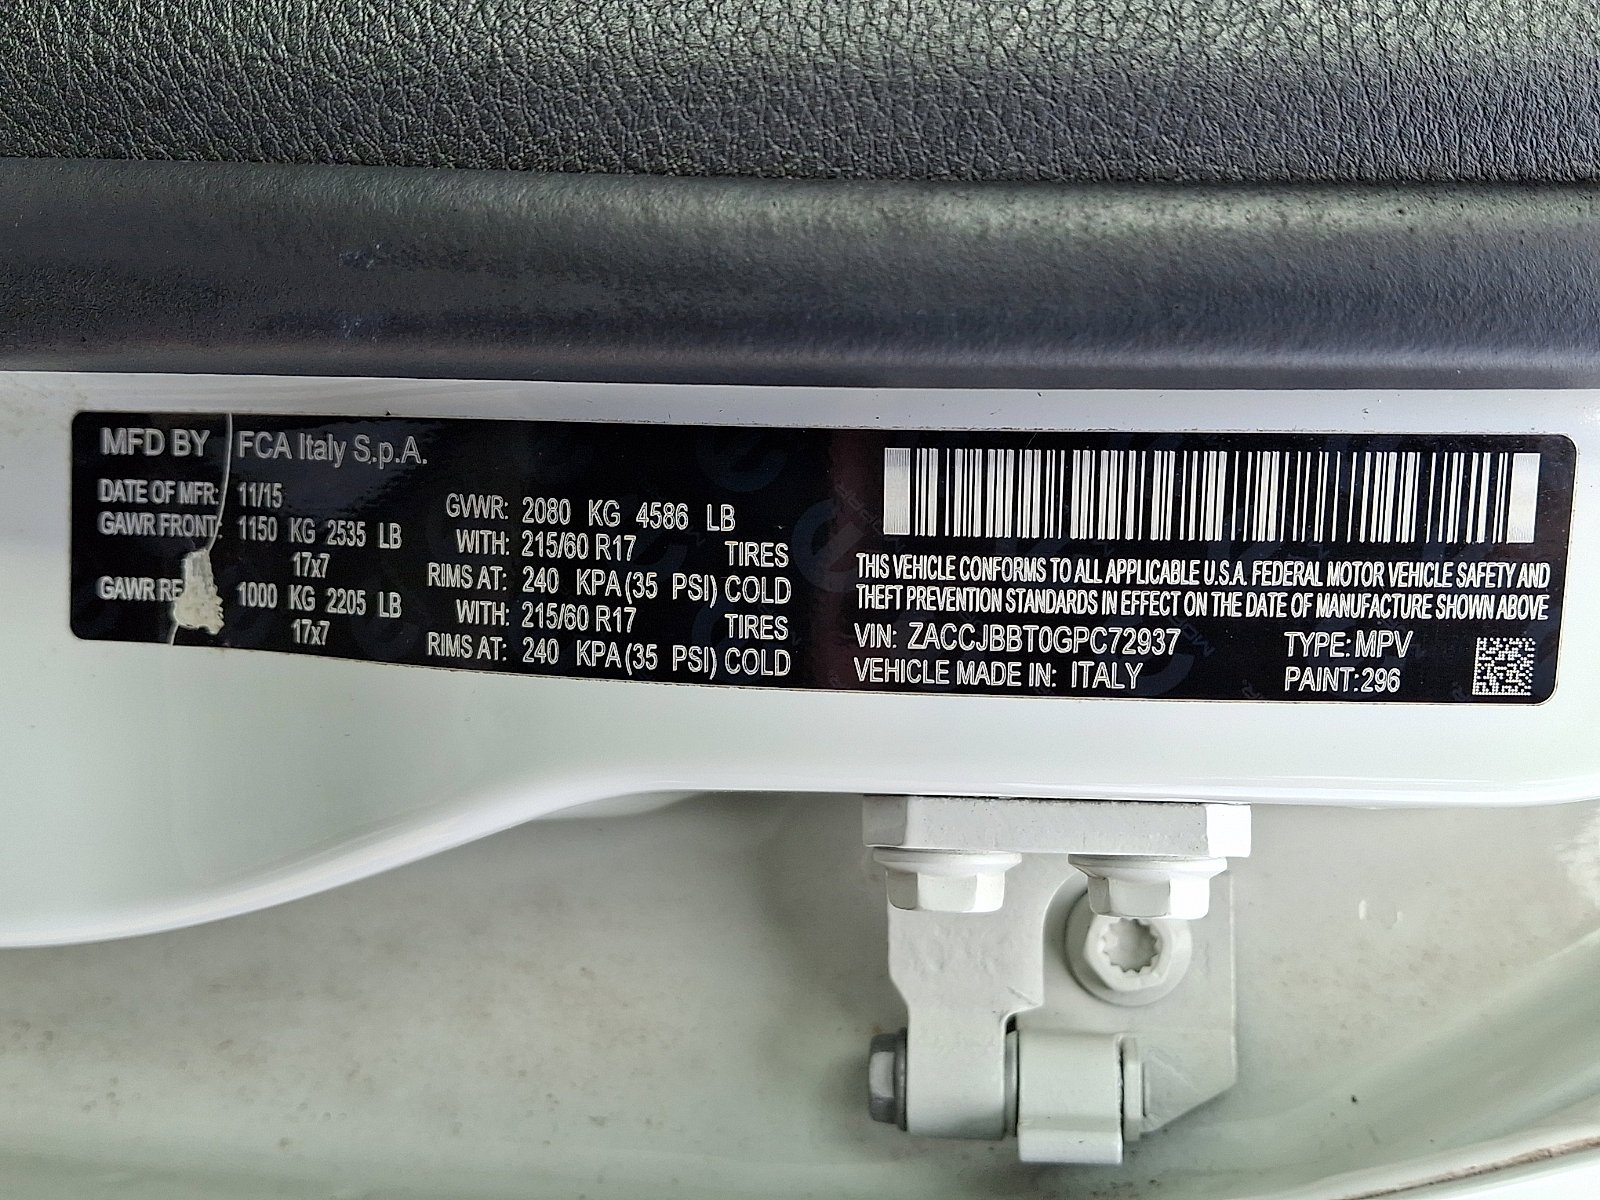 MFD BY FCA Italy S.p.A.
DATE OF MFR: 11/15
GAWR FRONT: 1150 KG 2535 LB
17x7
GAWR RE 1000 KG 2205 LB
17x7
GVWR: 2080 KG 4586 LB
WITH: 215/60 R17 TIRES
RIMS AT: 240 KPA (35 PSI) COLD
WITH: 215/60 R17 TIRES
RIMS AT: 240 KPA (35 PSI) COLD
THIS VEHICLE CONFORMS TO ALL APPLICABLE U.S.A. FEDERAL MOTOR VEHICLE SAFETY AND
THEFT PREVENTION STANDARDS IN EFFECT ON THE DATE OF MANUFACTURE SHOWN ABOVE
VIN: ZACCJBBT0GPC72937 TYPE: MPV
VEHICLE MADE IN: ITALY PAINT: 296